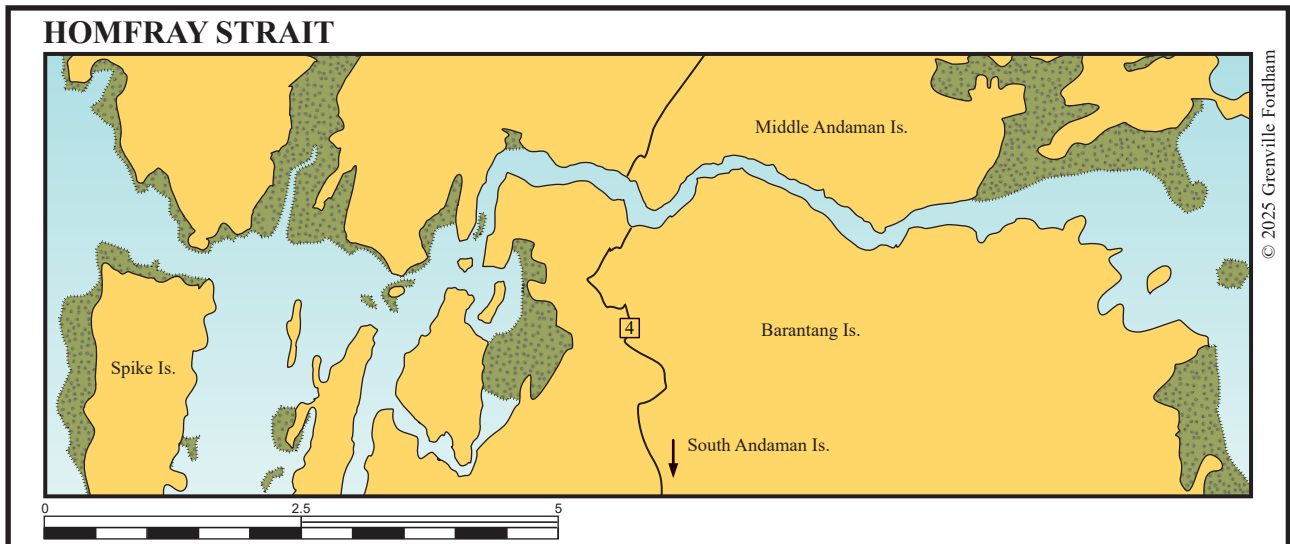 HOMFRAY STRAIT
© 2025 Grenville Fordham
Middle Andaman Is.
4
Barantang Is.
Spike Is.
South Andaman Is.
0 2.5 5